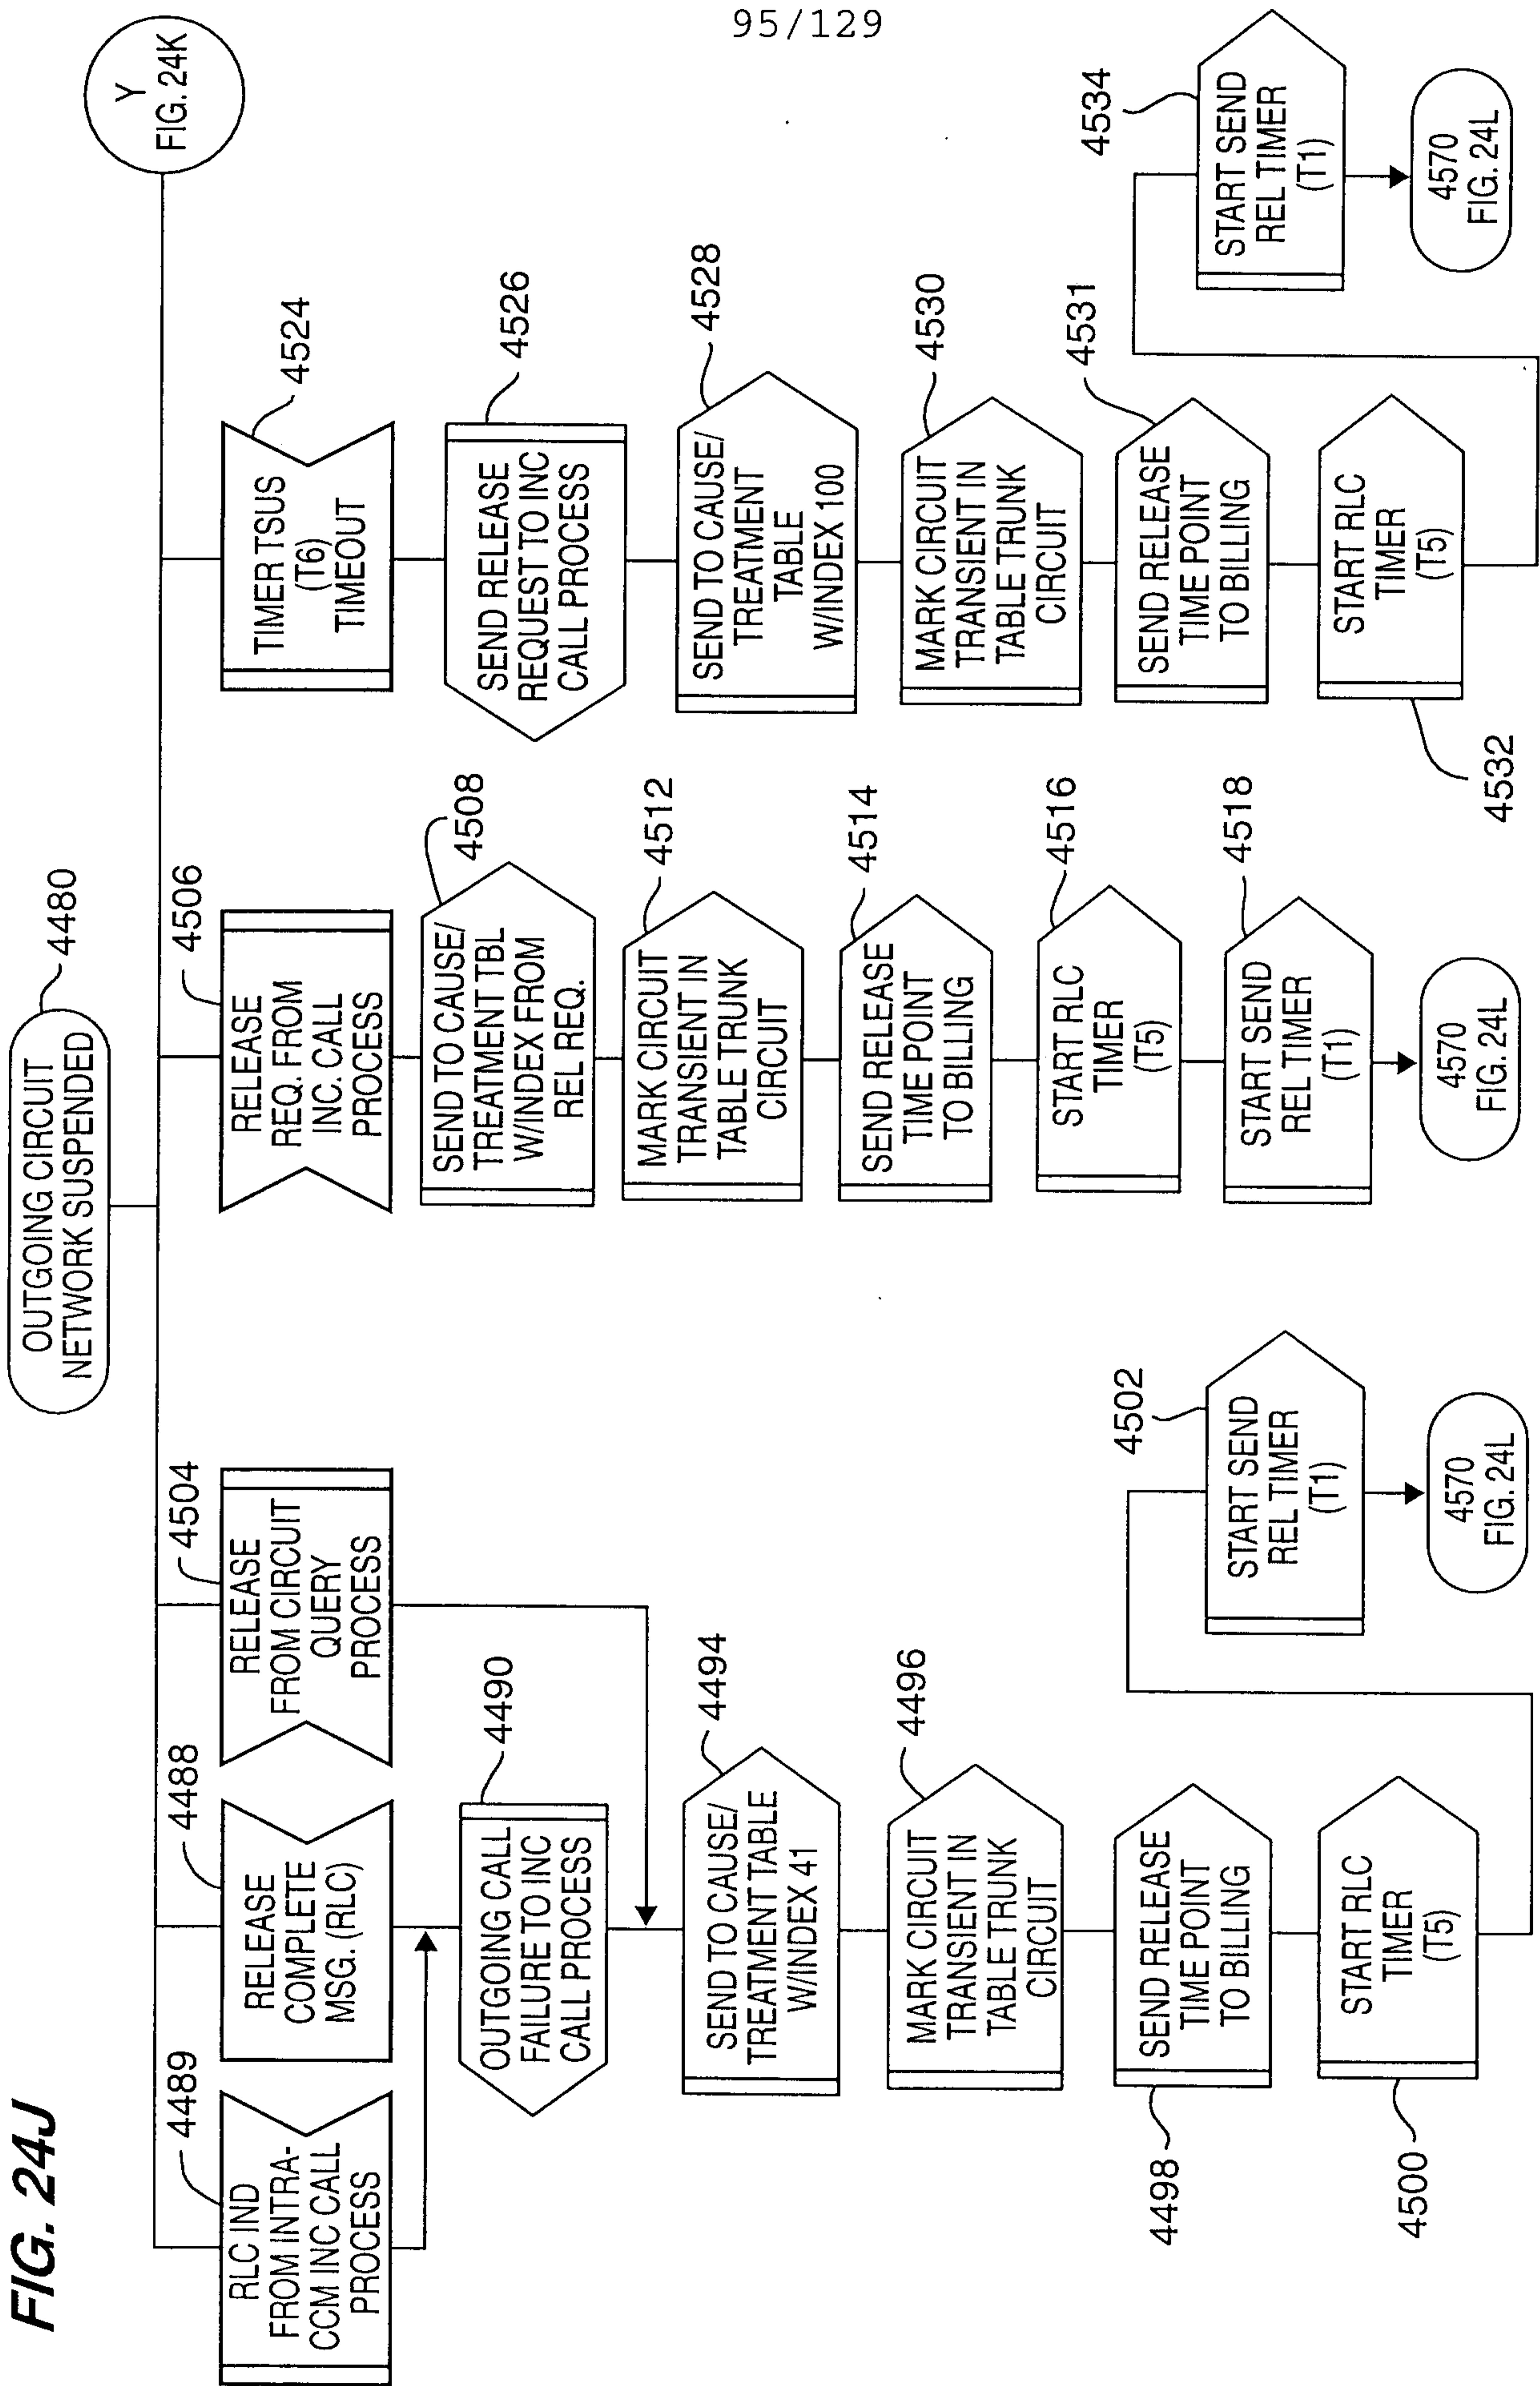 95/129
FIG. 24J
OUTGOING CIRCUIT
NETWORK SUSPENDED
4480
Y
FIG. 24K
RLC IND
FROM INTRA-
CCM INC CALL
PROCESS
4489
RELEASE
COMPLETE
MSG. (RLC)
4488
RELEASE
FROM CIRCUIT
QUERY
PROCESS
4504
OUTGOING CALL
FAILURE TO INC
CALL PROCESS
4490
SEND TO CAUSE/
TREATMENT TABLE
W/INDEX 41
4494
MARK CIRCUIT
TRANSIENT IN
TABLE TRUNK
CIRCUIT
4496
SEND RELEASE
TIME POINT
TO BILLING
4498
START RLC
TIMER
(T5)
4500
START SEND
REL TIMER
(T1)
4502
4570
FIG. 24L
RELEASE
REQ. FROM
INC. CALL
PROCESS
4506
SEND TO CAUSE/
TREATMENT TBL
W/INDEX FROM
REL REQ.
4508
MARK CIRCUIT
TRANSIENT IN
TABLE TRUNK
CIRCUIT
4512
SEND RELEASE
TIME POINT
TO BILLING
4514
START RLC
TIMER
(T5)
4516
START SEND
REL TIMER
(T1)
4518
4570
FIG. 24L
TIMER TSUS
(T6)
TIMEOUT
4524
SEND RELEASE
REQUEST TO INC
CALL PROCESS
4526
SEND TO CAUSE/
TREATMENT
TABLE
W/INDEX 100
4528
MARK CIRCUIT
TRANSIENT IN
TABLE TRUNK
CIRCUIT
4530
SEND RELEASE
TIME POINT
TO BILLING
4531
START RLC
TIMER
(T5)
4532
START SEND
REL TIMER
(T1)
4534
4570
FIG. 24L